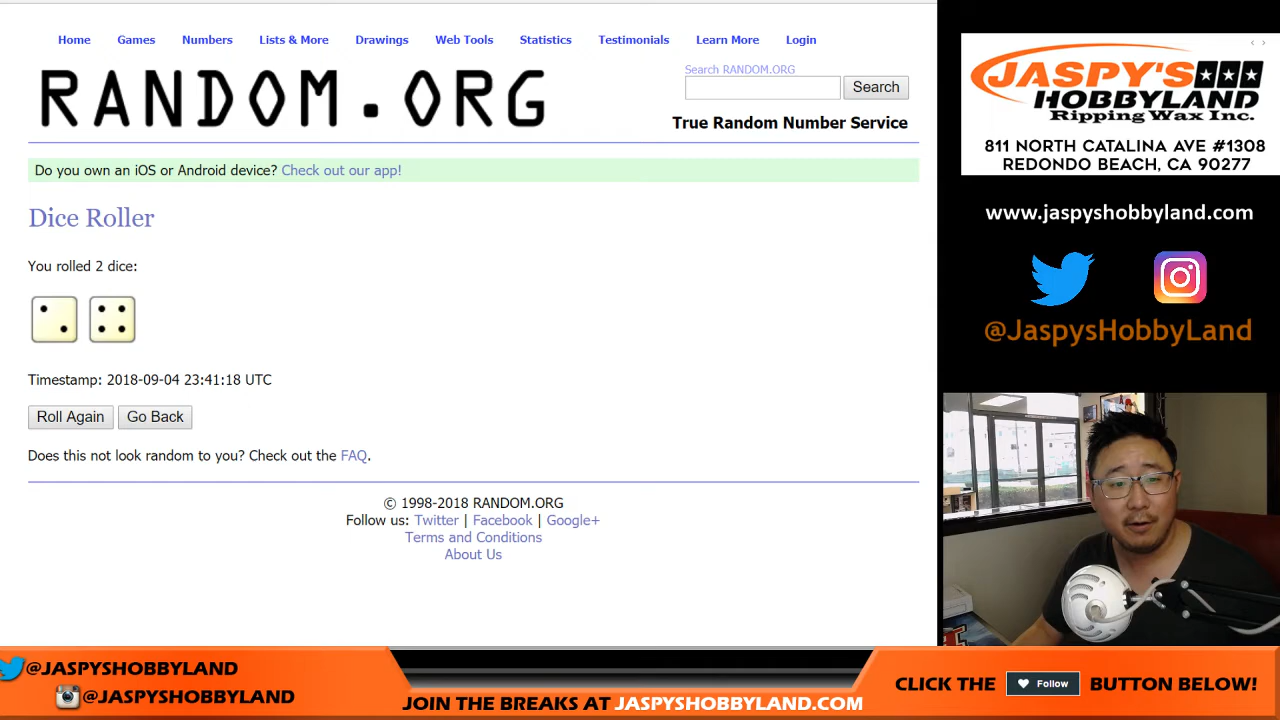 Home Games Numbers Lists & More Drawings Web Tools Statistics Testimonials Learn More Login
RANDOM.ORG
Search RANDOM.ORG
Search
True Random Number Service
Do you own an iOS or Android device? Check out our app!
Dice Roller
You rolled 2 dice:
Timestamp: 2018-09-04 23:41:18 UTC
Roll Again Go Back
Does this not look random to you? Check out the FAQ.
© 1998-2018 RANDOM.ORG
Follow us: Twitter | Facebook | Google+
Terms and Conditions
About Us
JASPY'S
HOBBYLAND
Ripping Wax Inc.
811 NORTH CATALINA AVE #1308
REDONDO BEACH, CA 90277
www.jaspyshobbyland.com
@JaspysHobbyLand
@JASPYSHOBBYLAND
@JASPYSHOBBYLAND
JOIN THE BREAKS AT JASPYSHOBBYLAND.COM
CLICK THE Follow BUTTON BELOW!